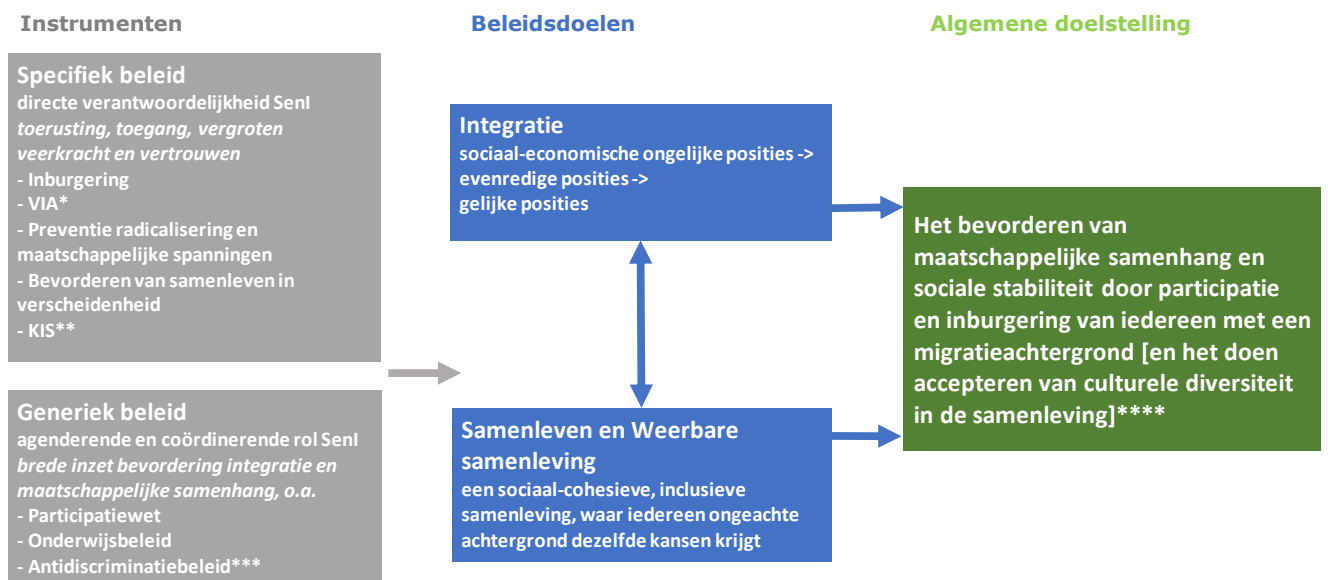 Instrumenten
Beleidsdoelen
Algemene doelstelling
Specifiek beleid
directe verantwoordelijkheid SenI
toerusting, toegang, vergroten
veerkracht en vertrouwen
- Inburgering
- VIA*
- Preventie radicalisering en
maatschappelijke spanningen
- Bevorderen van samenleven in
verscheidenheid
- KIS**
Generiek beleid
agenderende en coördinerende rol SenI
brede inzet bevordering integratie en
maatschappelijke samenhang, o.a.
- Participatiewet
- Onderwijsbeleid
- Antidiscriminatiebeleid***
Integratie
sociaal-economische ongelijke posities ->
evenredige posities ->
gelijke posities
Samenleven en Weerbare
samenleving
een sociaal-cohesieve, inclusieve
samenleving, waar iedereen ongeachte
achtergrond dezelfde kansen krijgt
Het bevorderen van
maatschappelijke samenhang en
sociale stabiliteit door participatie
en inburgering van iedereen met een
migratieachtergrond [en het doen
accepteren van culturele diversiteit
in de samenleving]****